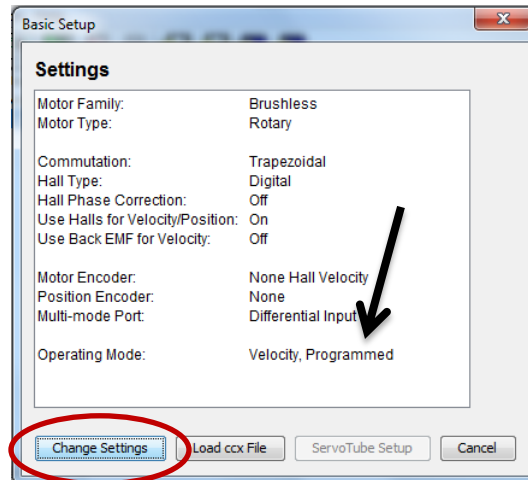 Basic Setup
Settings
Motor Family: Brushless
Motor Type: Rotary
Commutation: Trapezoidal
Hall Type: Digital
Hall Phase Correction: Off
Use Halls for Velocity/Position: On
Use Back EMF for Velocity: Off
Motor Encoder: None Hall Velocity
Position Encoder: None
Multi-mode Port: Differential Input
Operating Mode: Velocity, Programmed
Change Settings Load ccx File ServoTube Setup Cancel